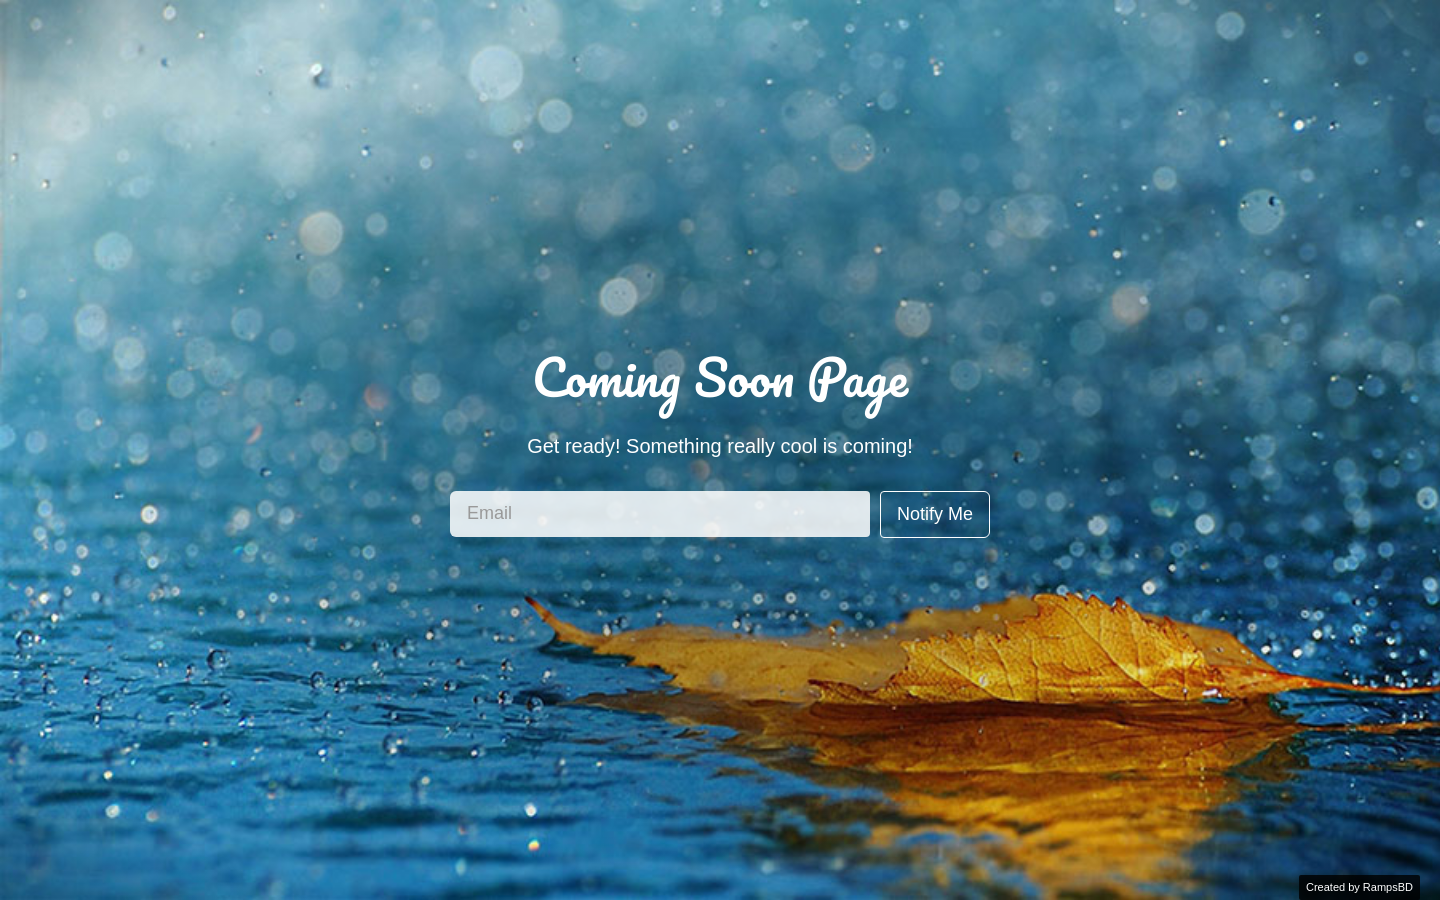 Coming Soon Page
Get ready! Something really cool is coming!
Email
Notify Me
Created by RampsBD